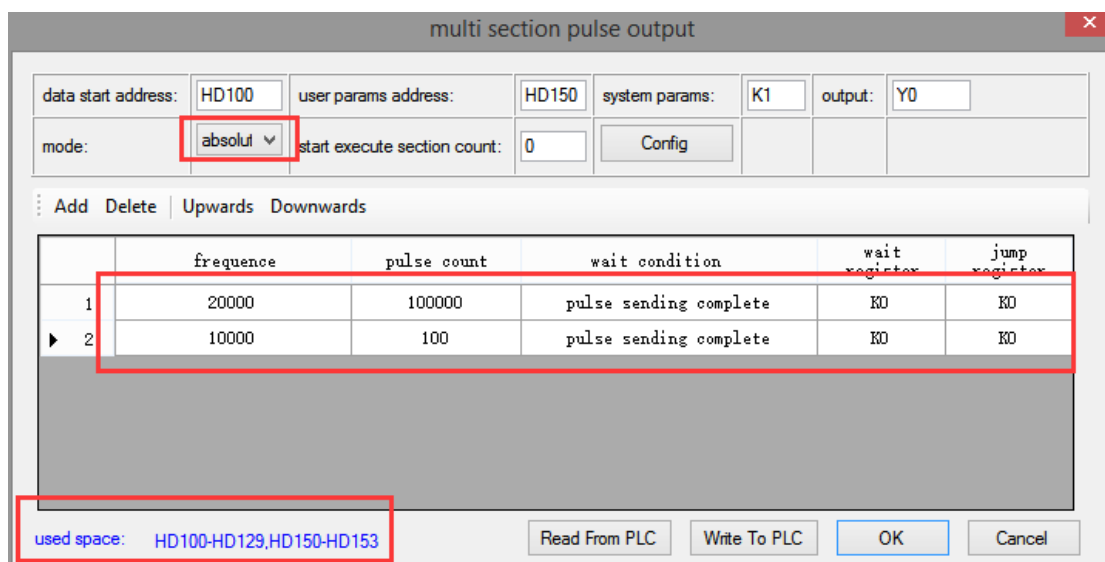 multi section pulse output
data start address: HD100 user params address: HD150 system params: K1 output: Y0
mode: absolut start execute section count: 0 Config
Add Delete Upwards Downwards
frequence pulse count wait condition wait register jump register
1 20000 100000 pulse sending complete K0 K0
2 10000 100 pulse sending complete K0 K0
used space: HD100-HD129,HD150-HD153 Read From PLC Write To PLC OK Cancel